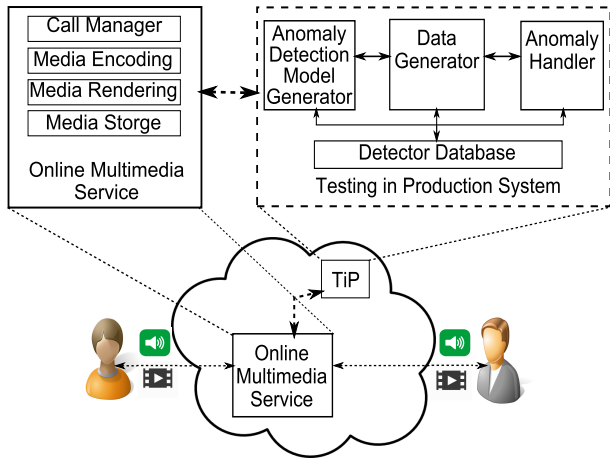 Call Manager
Media Encoding
Media Rendering
Media Storge
Online Multimedia
Service
Anomaly
Detection
Model
Generator
Data
Generator
Anomaly
Handler
Detector Database
Testing in Production System
TiP
Online
Multimedia
Service